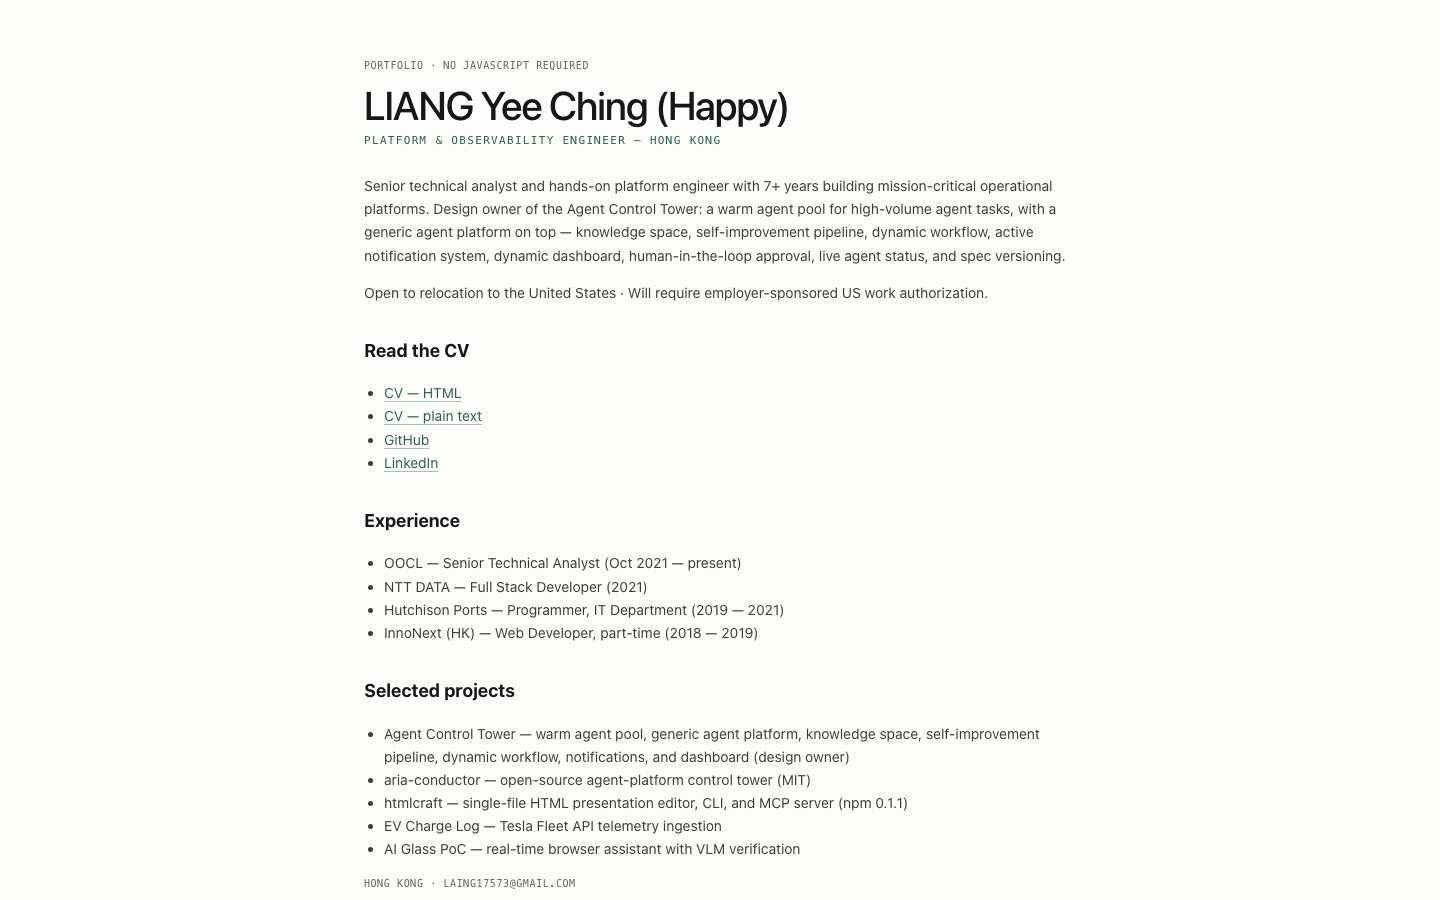 PORTFOLIO · NO JAVASCRIPT REQUIRED
LIANG Yee Ching (Happy)
PLATFORM & OBSERVABILITY ENGINEER — HONG KONG
Senior technical analyst and hands-on platform engineer with 7+ years building mission-critical operational
platforms. Design owner of the Agent Control Tower: a warm agent pool for high-volume agent tasks, with a
generic agent platform on top — knowledge space, self-improvement pipeline, dynamic workflow, active
notification system, dynamic dashboard, human-in-the-loop approval, live agent status, and spec versioning.
Open to relocation to the United States · Will require employer-sponsored US work authorization.
Read the CV
• CV — HTML
• CV — plain text
• GitHub
• LinkedIn
Experience
• OOCL — Senior Technical Analyst (Oct 2021 — present)
• NTT DATA — Full Stack Developer (2021)
• Hutchison Ports — Programmer, IT Department (2019 — 2021)
• InnoNext (HK) — Web Developer, part-time (2018 — 2019)
Selected projects
• Agent Control Tower — warm agent pool, generic agent platform, knowledge space, self-improvement
pipeline, dynamic workflow, notifications, and dashboard (design owner)
• aria-conductor — open-source agent-platform control tower (MIT)
• htmlcraft — single-file HTML presentation editor, CLI, and MCP server (npm 0.1.1)
• EV Charge Log — Tesla Fleet API telemetry ingestion
• AI Glass PoC — real-time browser assistant with VLM verification
HONG KONG · LAING17573@GMAIL.COM